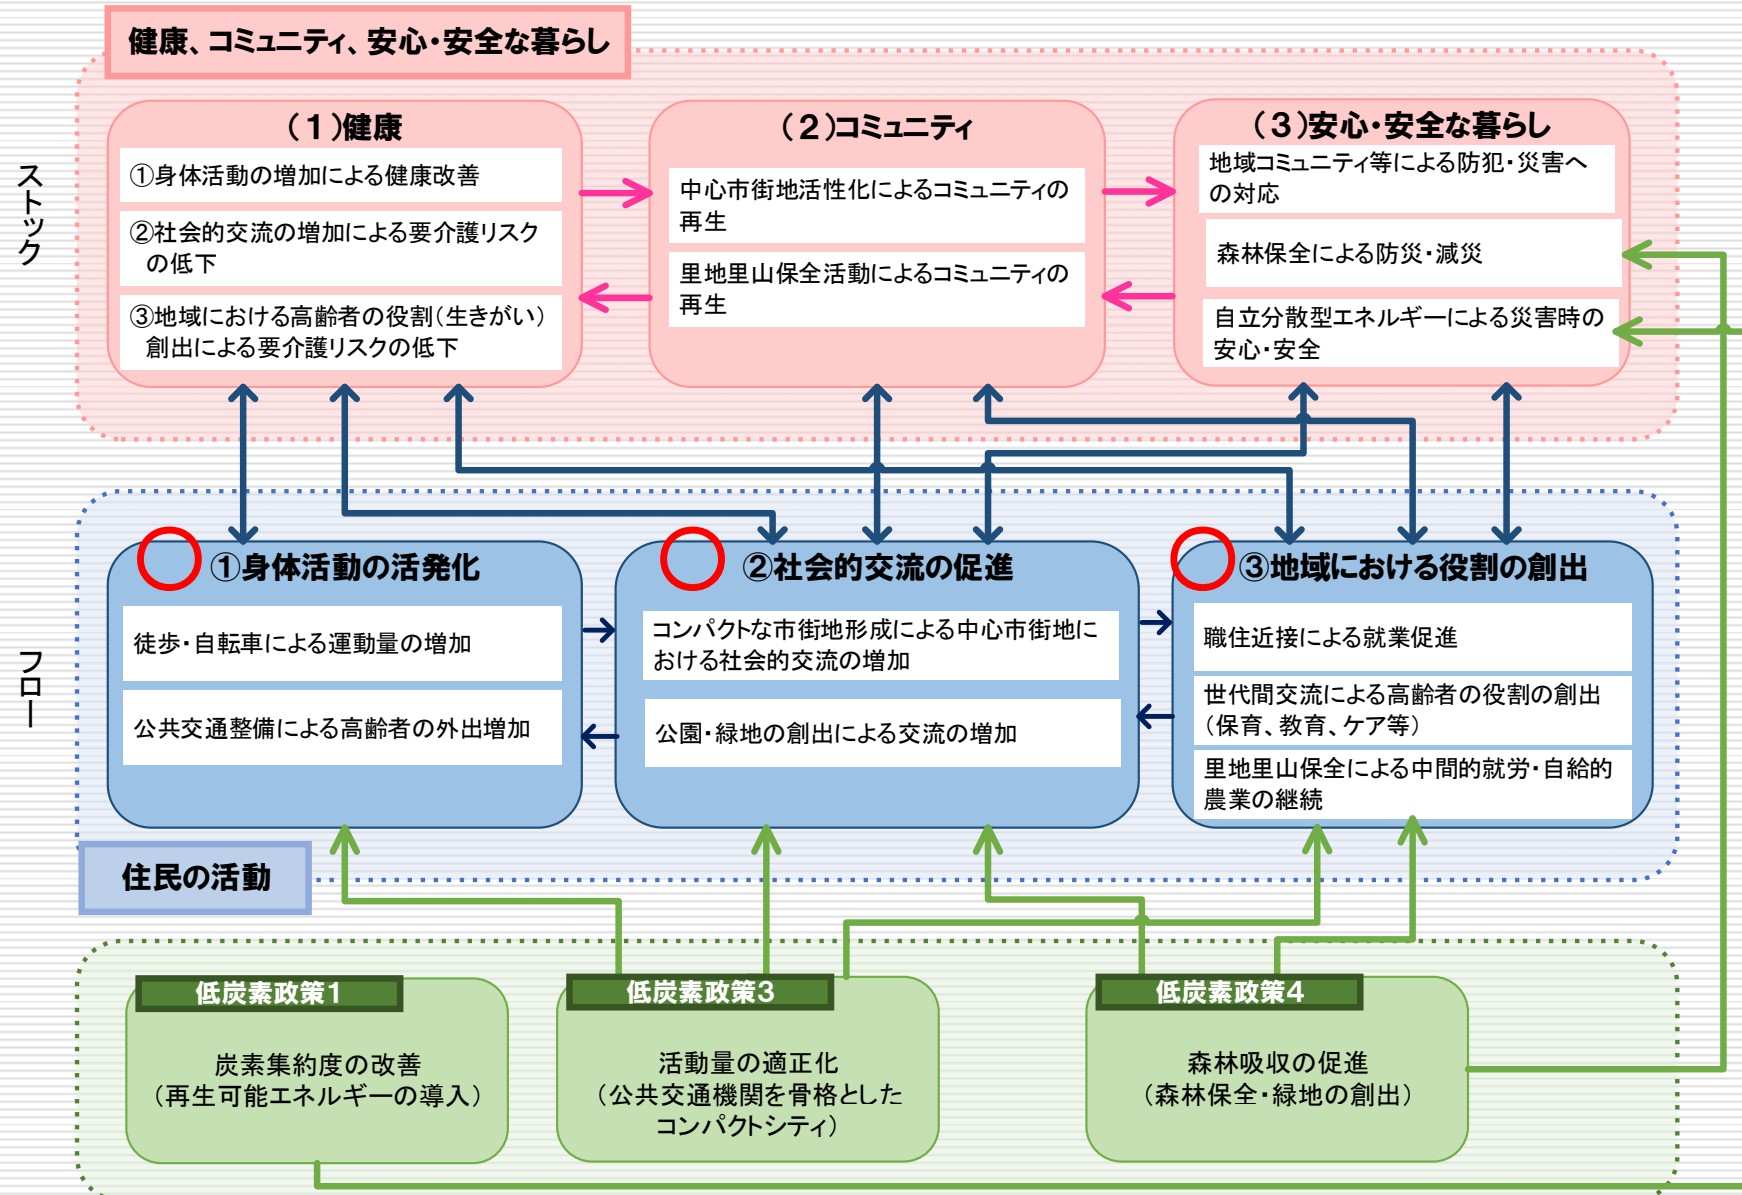 健康、コミュニティ、安心・安全な暮らし
ストック
（１）健康
①身体活動の増加による健康改善
②社会的交流の増加による要介護リスク
の低下
③地域における高齢者の役割（生きがい）
創出による要介護リスクの低下
（２）コミュニティ
中心市街地活性化によるコミュニティの
再生
里地里山保全活動によるコミュニティの
再生
（３）安心・安全な暮らし
地域コミュニティ等による防犯・災害へ
の対応
森林保全による防災・減災
自立分散型エネルギーによる災害時の
安心・安全
フロー
①身体活動の活発化
徒歩・自転車による運動量の増加
公共交通整備による高齢者の外出増加
②社会的交流の促進
コンパクトな市街地形成による中心市街地に
おける社会的交流の増加
公園・緑地の創出による交流の増加
③地域における役割の創出
職住近接による就業促進
世代間交流による高齢者の役割の創出
（保育、教育、ケア等）
里地里山保全による中間的就労・自給的
農業の継続
住民の活動
低炭素政策１
炭素集約度の改善
（再生可能エネルギーの導入）
低炭素政策３
活動量の適正化
（公共交通機関を骨格とした
コンパクトシティ）
低炭素政策４
森林吸収の促進
（森林保全・緑地の創出）